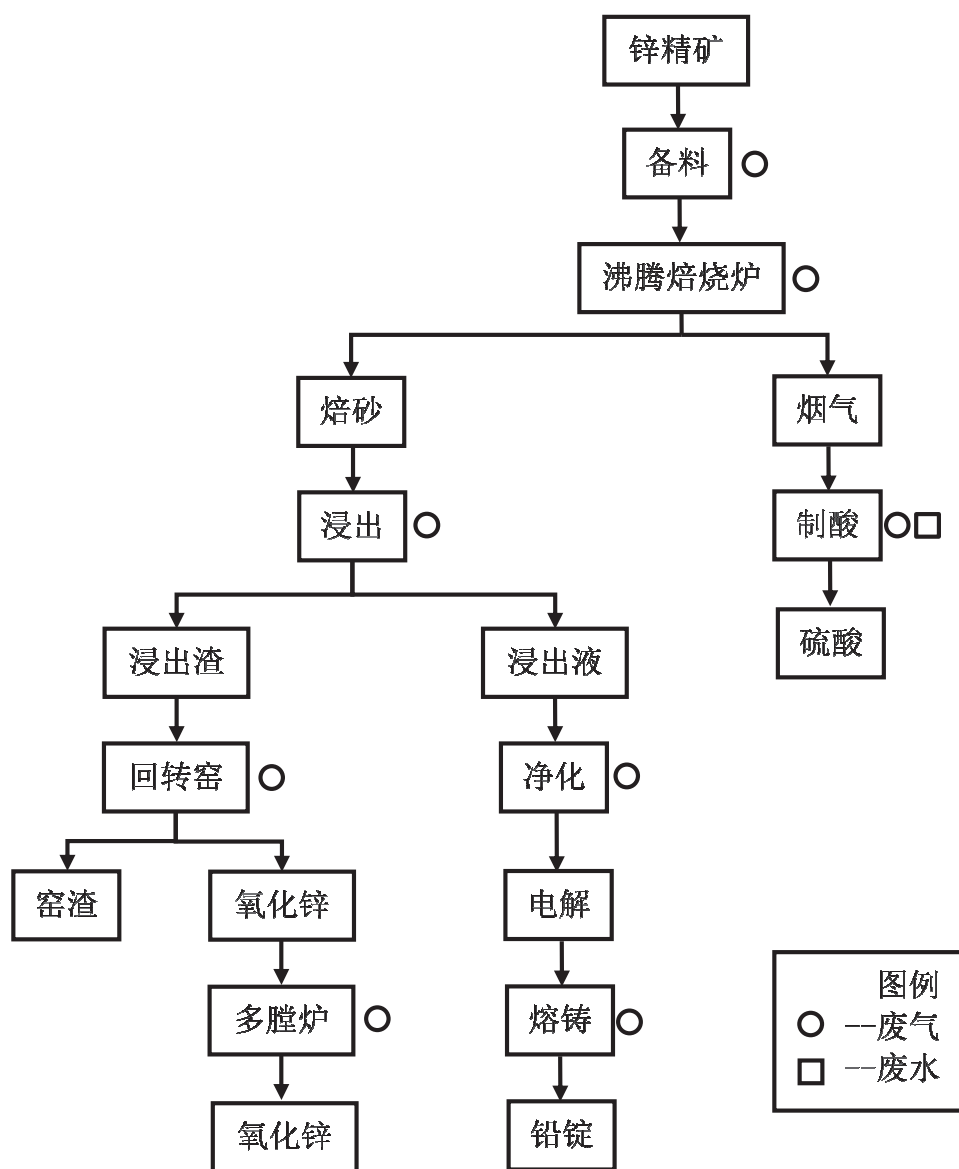 锌精矿
备料
沸腾焙烧炉
焙砂
烟气
浸出
制酸
浸出渣
浸出液
硫酸
回转窑
净化
窑渣
氧化锌
电解
多膛炉
熔铸
氧化锌
铅锭
图例
--废气
--废水